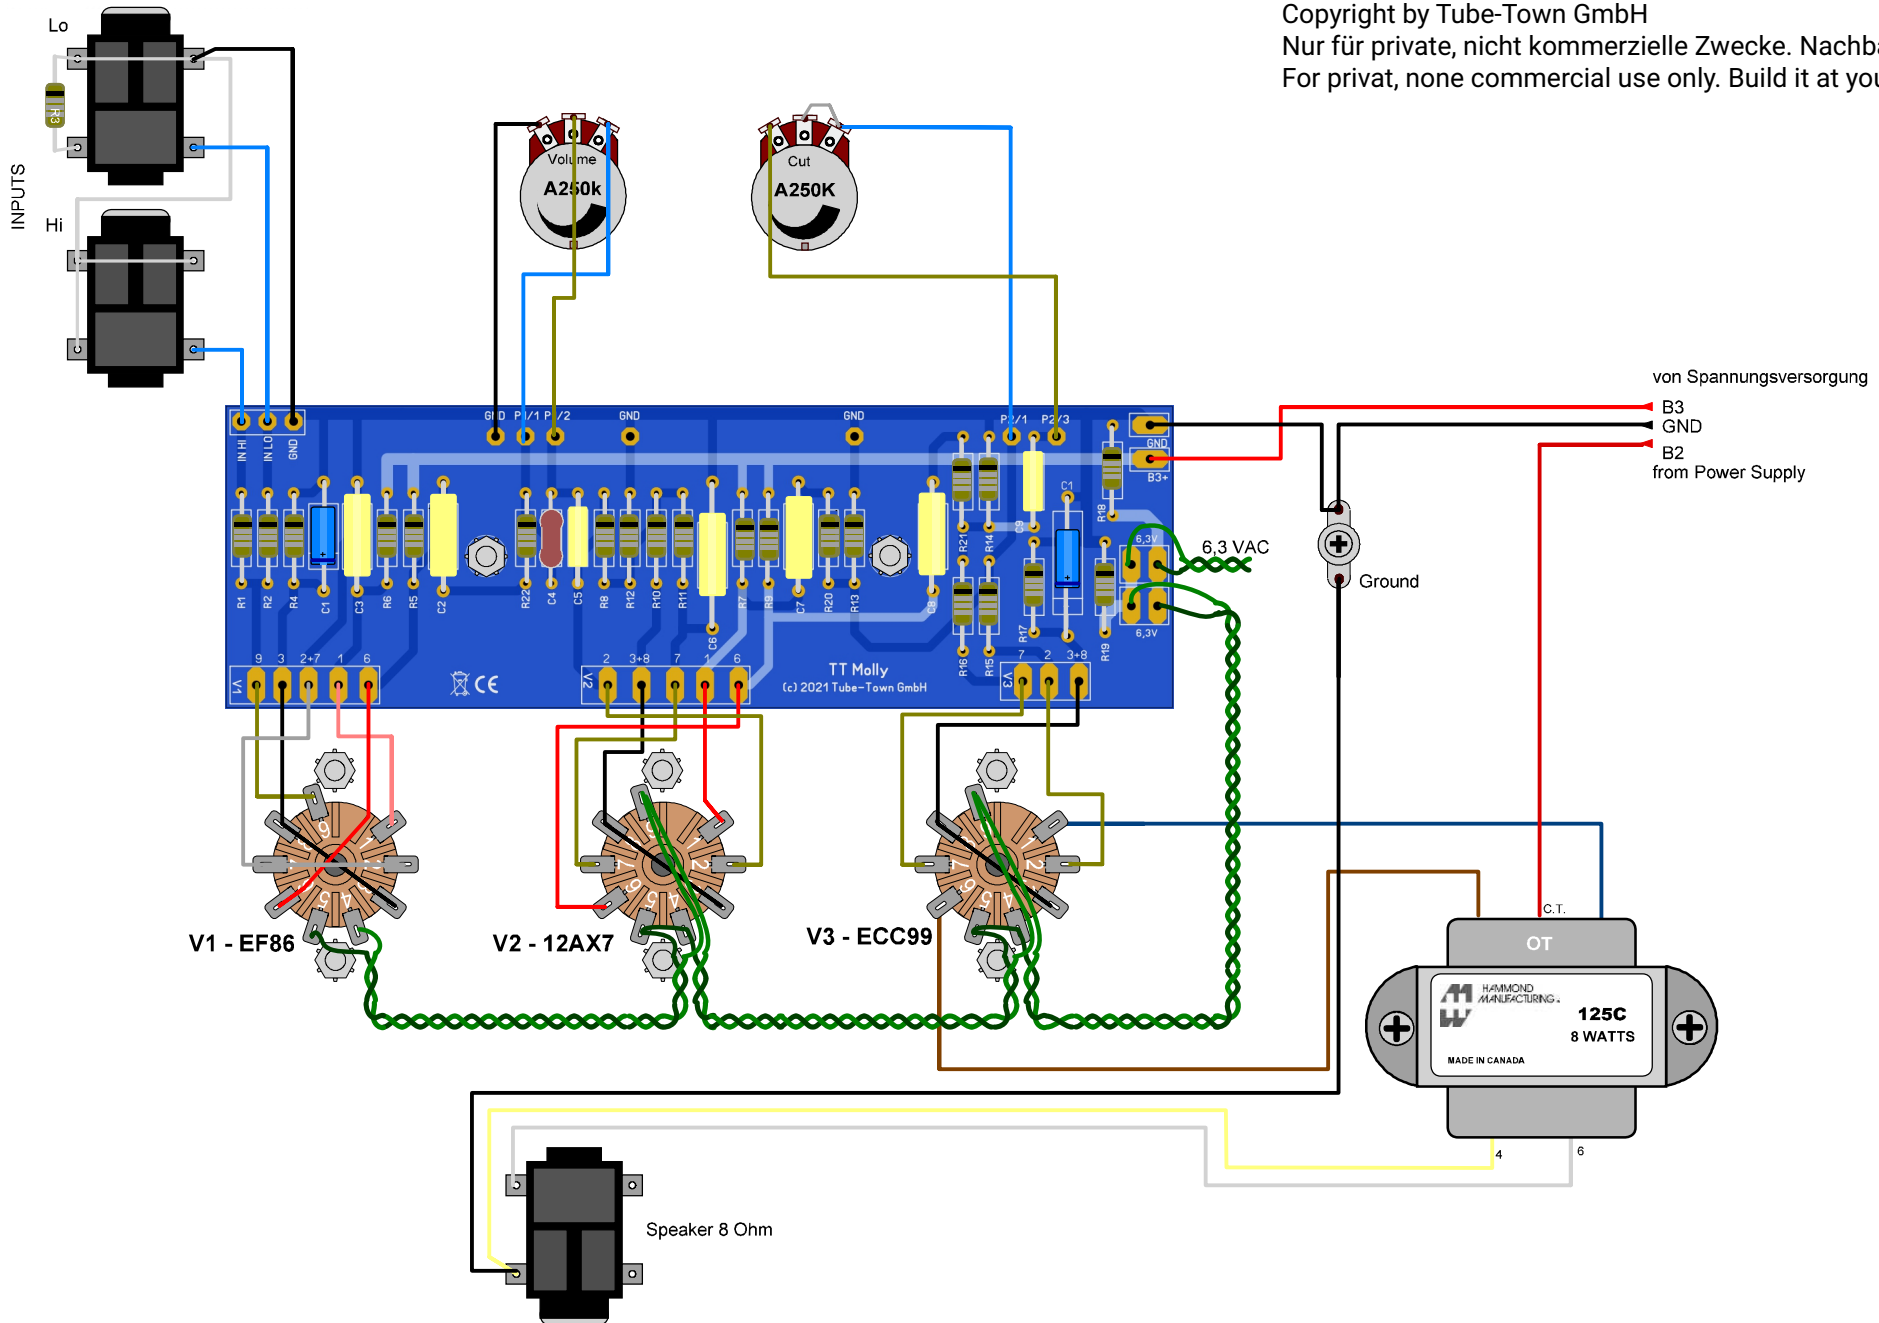 Copyright by Tube-Town GmbH
Nur für private, nicht kommerzielle Zwecke.
For privat, none commercial use only. Build it at
Lo
R3
INPUTS
Hi
Volume
A250k
Cut
A250K
von Spannungsversorgung
B3
GND
B2
from Power Supply
IN HI
IN LO
GND
GND
P1/1
P1/2
GND
GND
P2/1
P2/3
GND
B3+
R1
R2
R4
C1
C3
R6
R5
C2
R22
C4
C5
R8
R12
R10
R11
C6
R7
R9
C7
R20
R13
C8
R21
R14
C9
C1
R18
R16
R15
R17
R19
6,3V
6,3V
6,3 VAC
Ground
V1
9
3
2+7
1
6
CE
V2
2
3+8
7
1
6
TT Molly
(c) 2021 Tube-Town GmbH
V3
7
2
3+8
V1 - EF86
V2 - 12AX7
V3 - ECC99
C.T.
OT
HAMMOND
MANUFACTURING
125C
8 WATTS
MADE IN CANADA
4
6
Speaker 8 Ohm